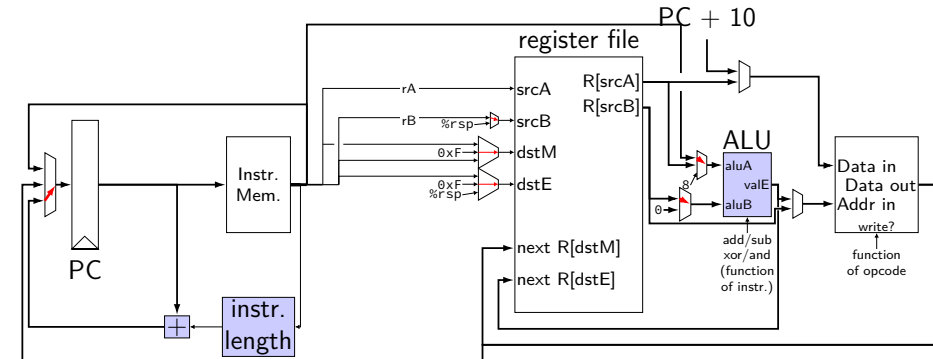 PC + 10
register file
rA
srcA
R[srcA]
R[srcB]
rB
%rsp
srcB
0xF
dstM
0xF
%rsp
dstE
Instr.
Mem.
PC
ALU
aluA
valE
aluB
8
0
Data in
Data out
Addr in
write?
function
of opcode
add/sub
xor/and
(function
of instr.)
next R[dstM]
next R[dstE]
+
instr.
length